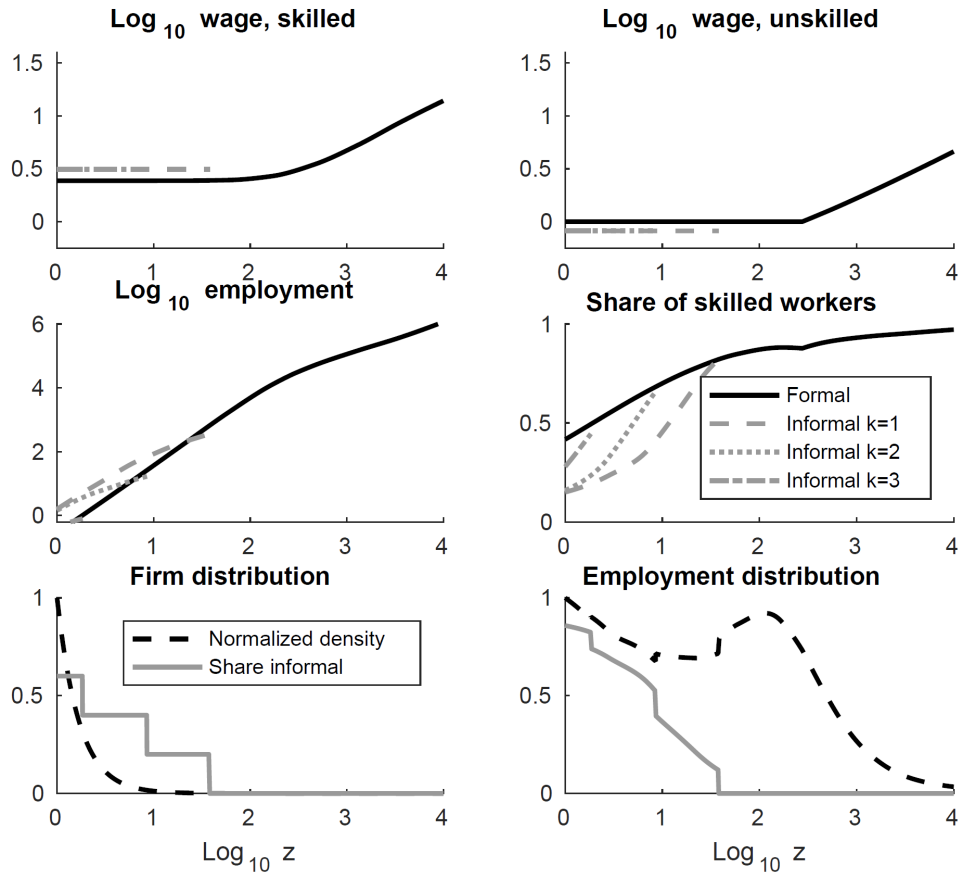 Log 10 wage, skilled
Log 10 wage, unskilled
1.5
1
0.5
0
0 1 2 3 4
1.5
1
0.5
0
0 1 2 3 4
Log 10 employment
Share of skilled workers
6
4
2
0
0 1 2 3 4
1
0.5
0
0 1 2 3 4
Formal
Informal k=1
Informal k=2
Informal k=3
Firm distribution
Employment distribution
1
0.5
0
0 1 2 3 4
Normalized density
Share informal
1
0.5
0
0 1 2 3 4
Log 10 z
Log 10 z